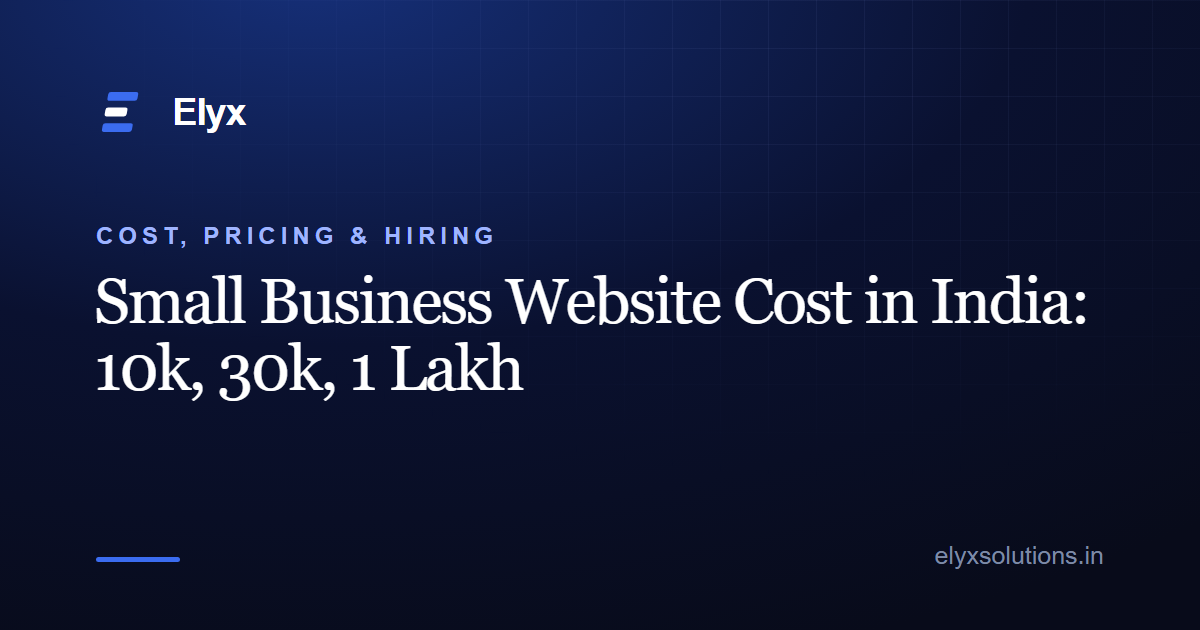 Elyx
COST, PRICING & HIRING
Small Business Website Cost in India:
10k, 30k, 1 Lakh
elyxsolutions.in